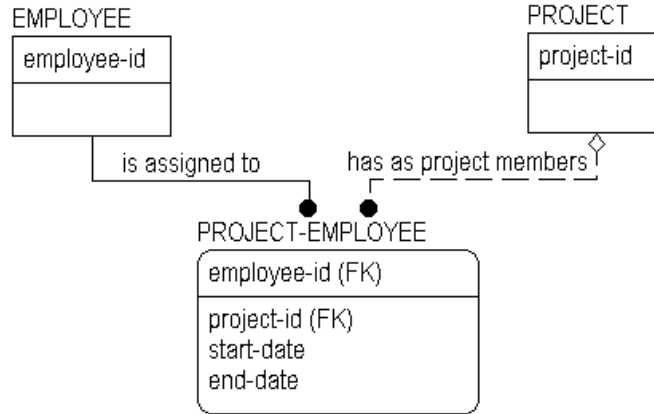 EMPLOYEE
employee-id
PROJECT
project-id
is assigned to
has as project members
PROJECT-EMPLOYEE
employee-id (FK)
project-id (FK)
start-date
end-date